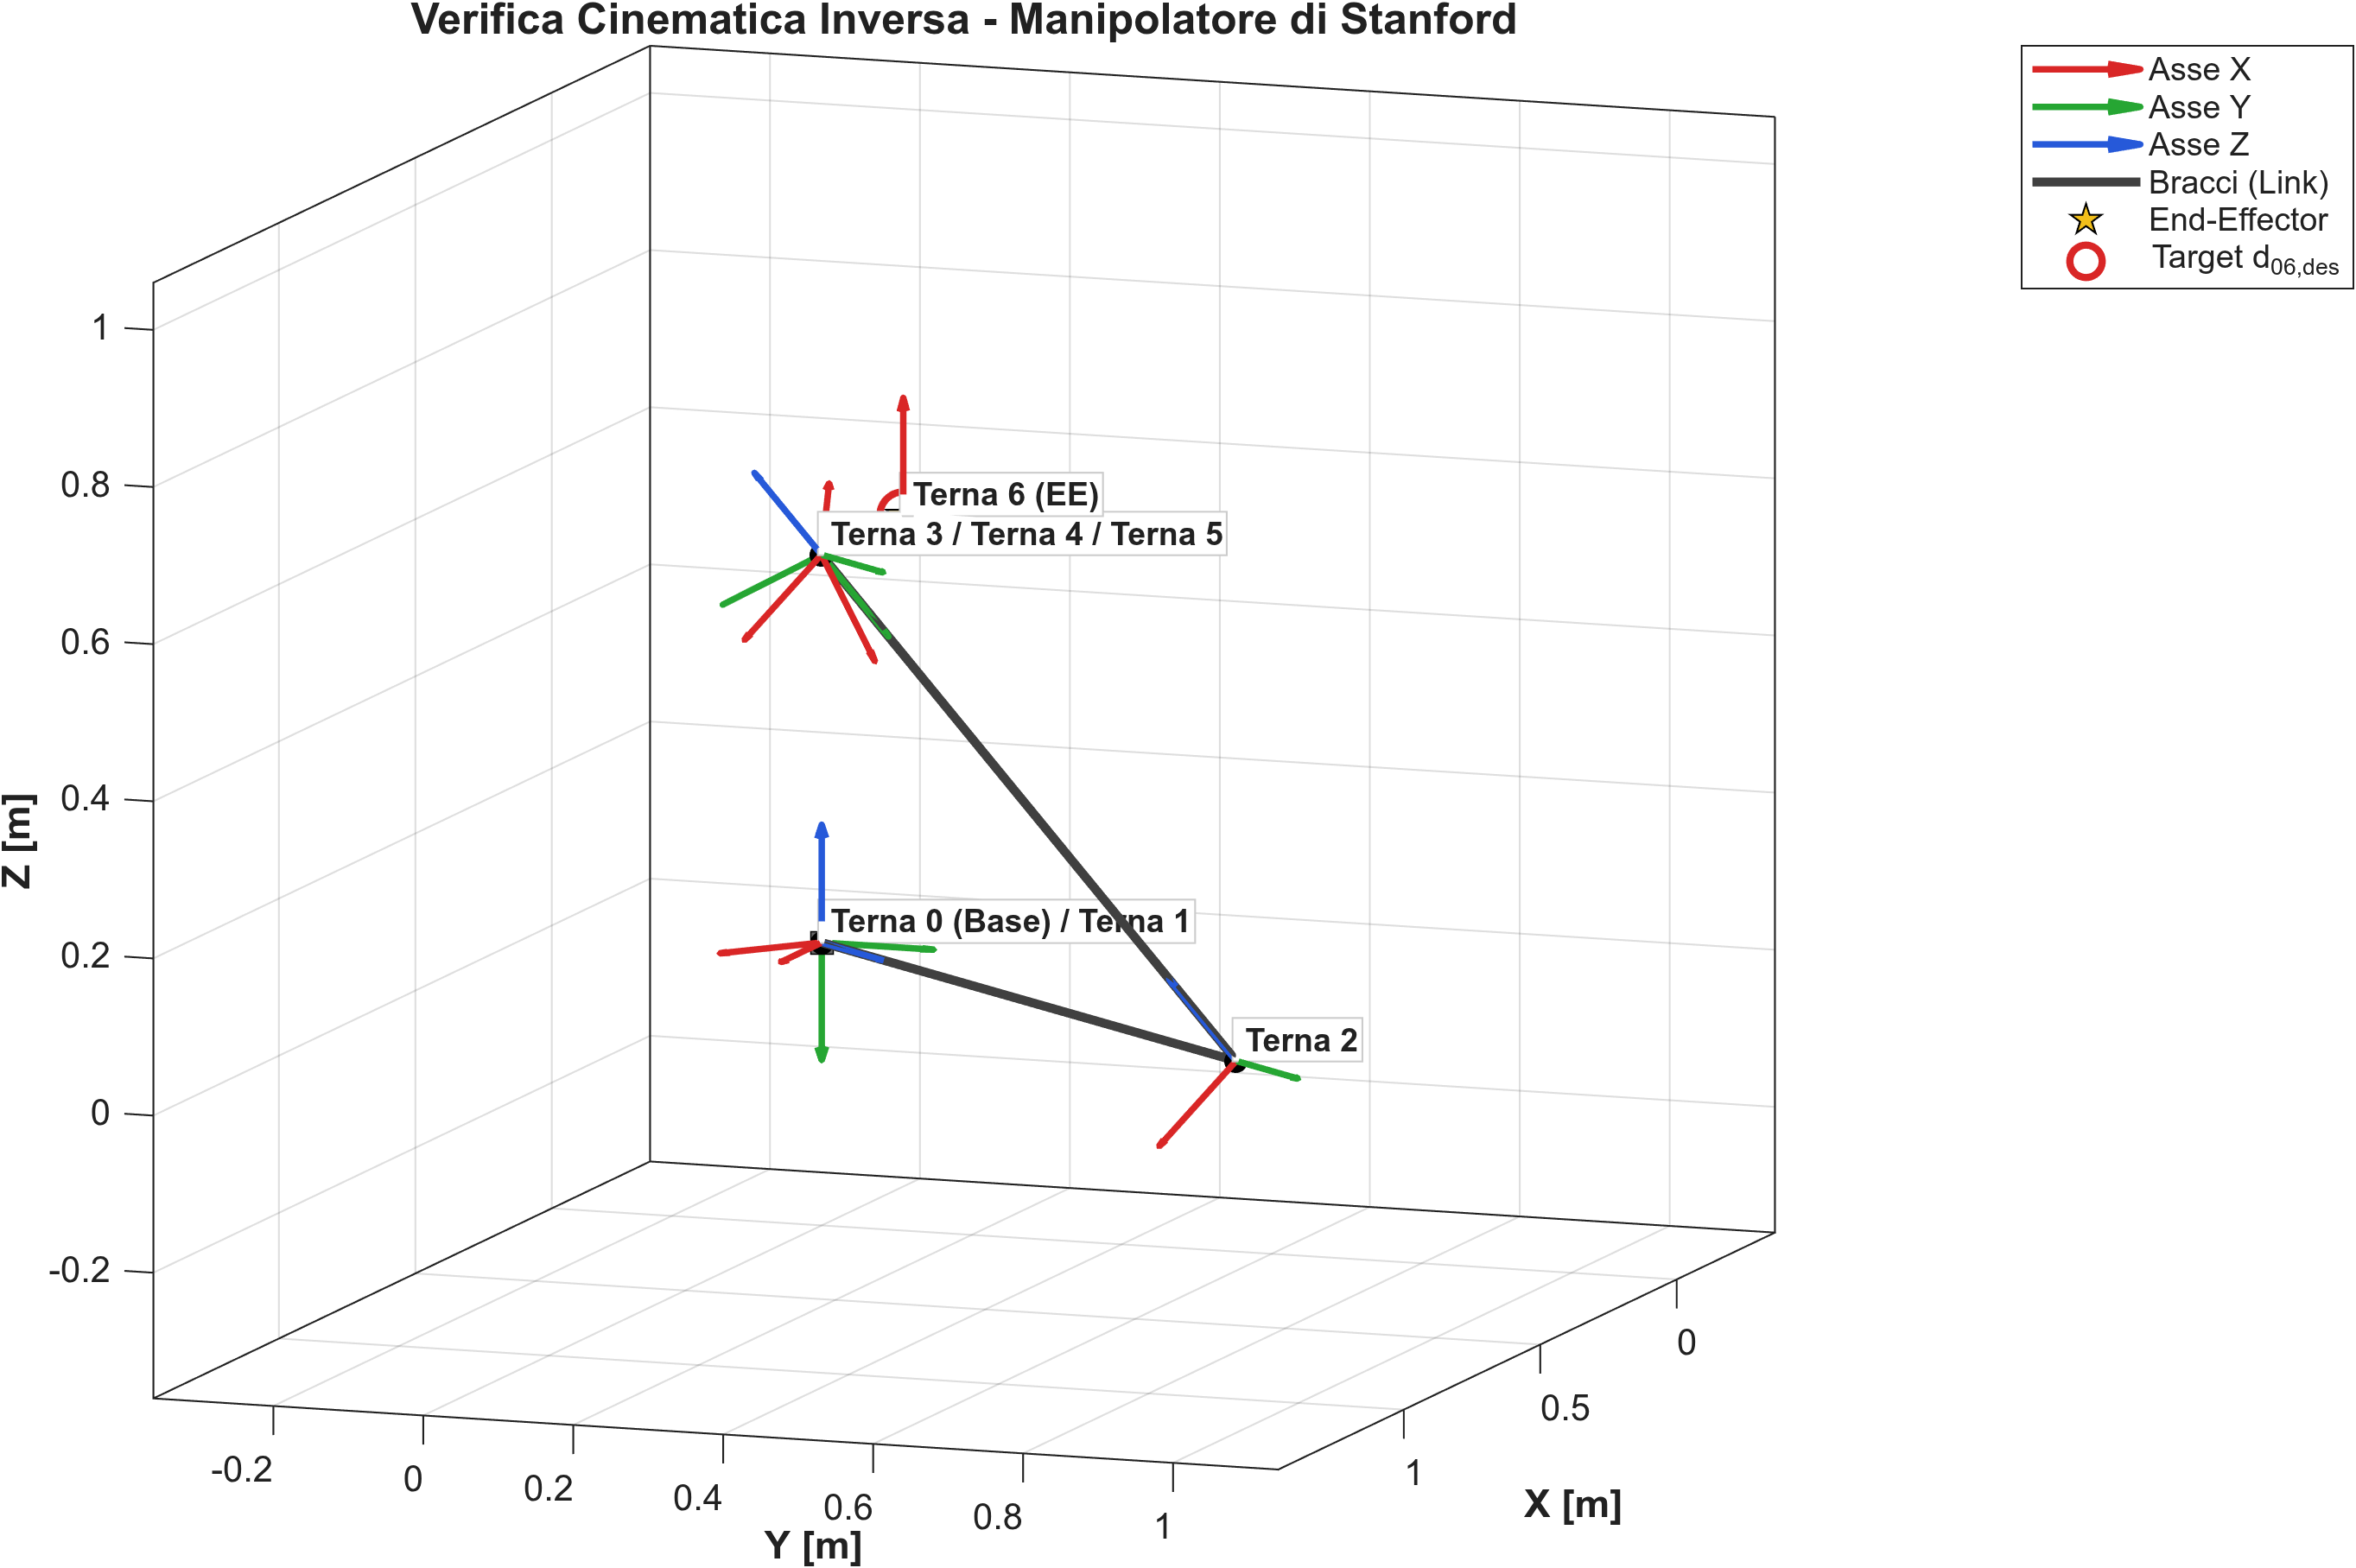 Verifica Cinematica Inversa - Manipolatore di Stanford
Asse X
Asse Y
Asse Z
Bracci (Link)
End-Effector
Target d06,des
Terna 6 (EE)
Terna 3 / Terna 4 / Terna 5
Terna 0 (Base) / Terna 1
Terna 2
Z [m]
1
0.8
0.6
0.4
0.2
0
-0.2
-0.2
0
0.2
0.4
0.6
0.8
1
Y [m]
0
0.5
1
X [m]